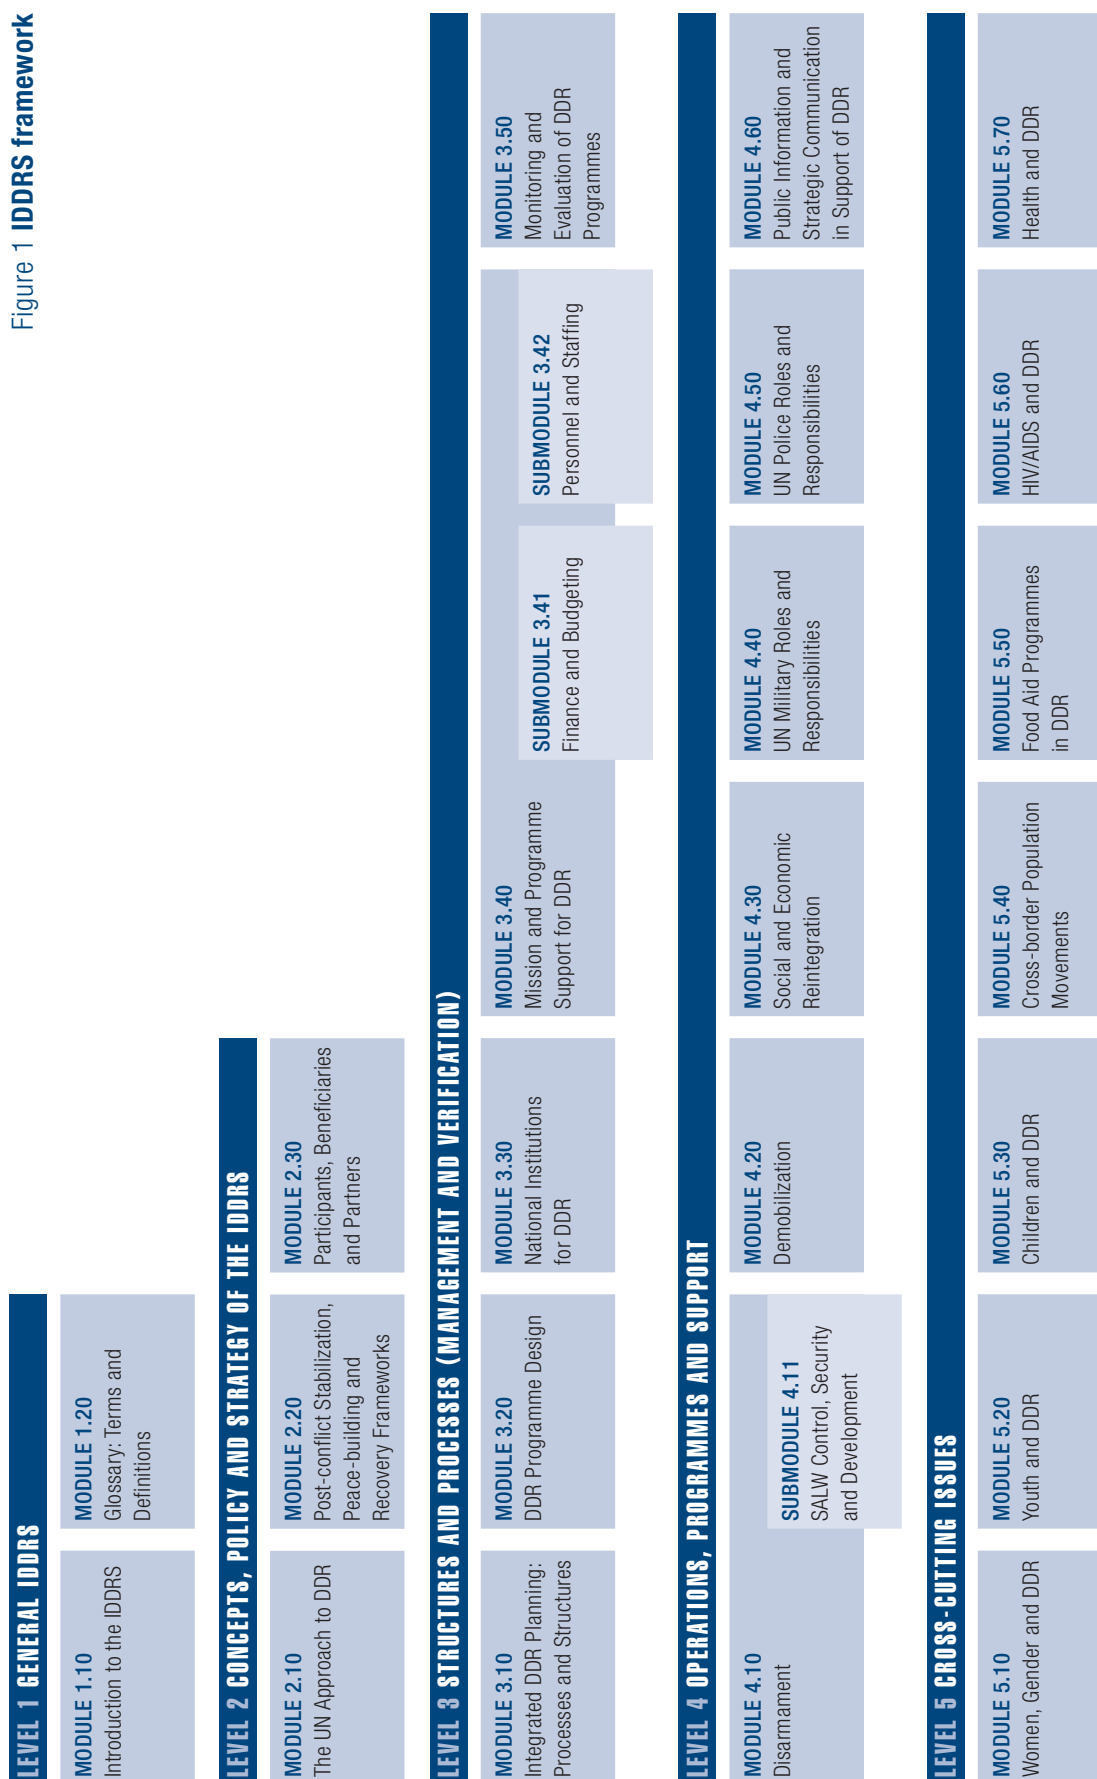 Figure 1 IDDRS framework
LEVEL 1 GENERAL IDDRS
MODULE 1.10
Introduction to the IDDRS
MODULE 1.20
Glossary: Terms and
Definitions
LEVEL 2 CONCEPTS, POLICY AND STRATEGY OF THE IDDRS
MODULE 2.10
The UN Approach to DDR
MODULE 2.20
Post-conflict Stabilization,
Peace-building and
Recovery Frameworks
MODULE 2.30
Participants, Beneficiaries
and Partners
LEVEL 3 STRUCTURES AND PROCESSES (MANAGEMENT AND VERIFICATION)
MODULE 3.10
Integrated DDR Planning:
Processes and Structures
MODULE 3.20
DDR Programme Design
MODULE 3.30
National Institutions
for DDR
MODULE 3.40
Mission and Programme
Support for DDR
SUBMODULE 3.41
Finance and Budgeting
SUBMODULE 3.42
Personnel and Staffing
MODULE 3.50
Monitoring and
Evaluation of DDR
Programmes
LEVEL 4 OPERATIONS, PROGRAMMES AND SUPPORT
MODULE 4.10
Disarmament
SUBMODULE 4.11
SALW Control, Security
and Development
MODULE 4.20
Demobilization
MODULE 4.30
Social and Economic
Reintegration
MODULE 4.40
UN Military Roles and
Responsibilities
MODULE 4.50
UN Police Roles and
Responsibilities
MODULE 4.60
Public Information and
Strategic Communication
in Support of DDR
LEVEL 5 CROSS-CUTTING ISSUES
MODULE 5.10
Women, Gender and DDR
MODULE 5.20
Youth and DDR
MODULE 5.30
Children and DDR
MODULE 5.40
Cross-border Population
Movements
MODULE 5.50
Food Aid Programmes
in DDR
MODULE 5.60
HIV/AIDS and DDR
MODULE 5.70
Health and DDR